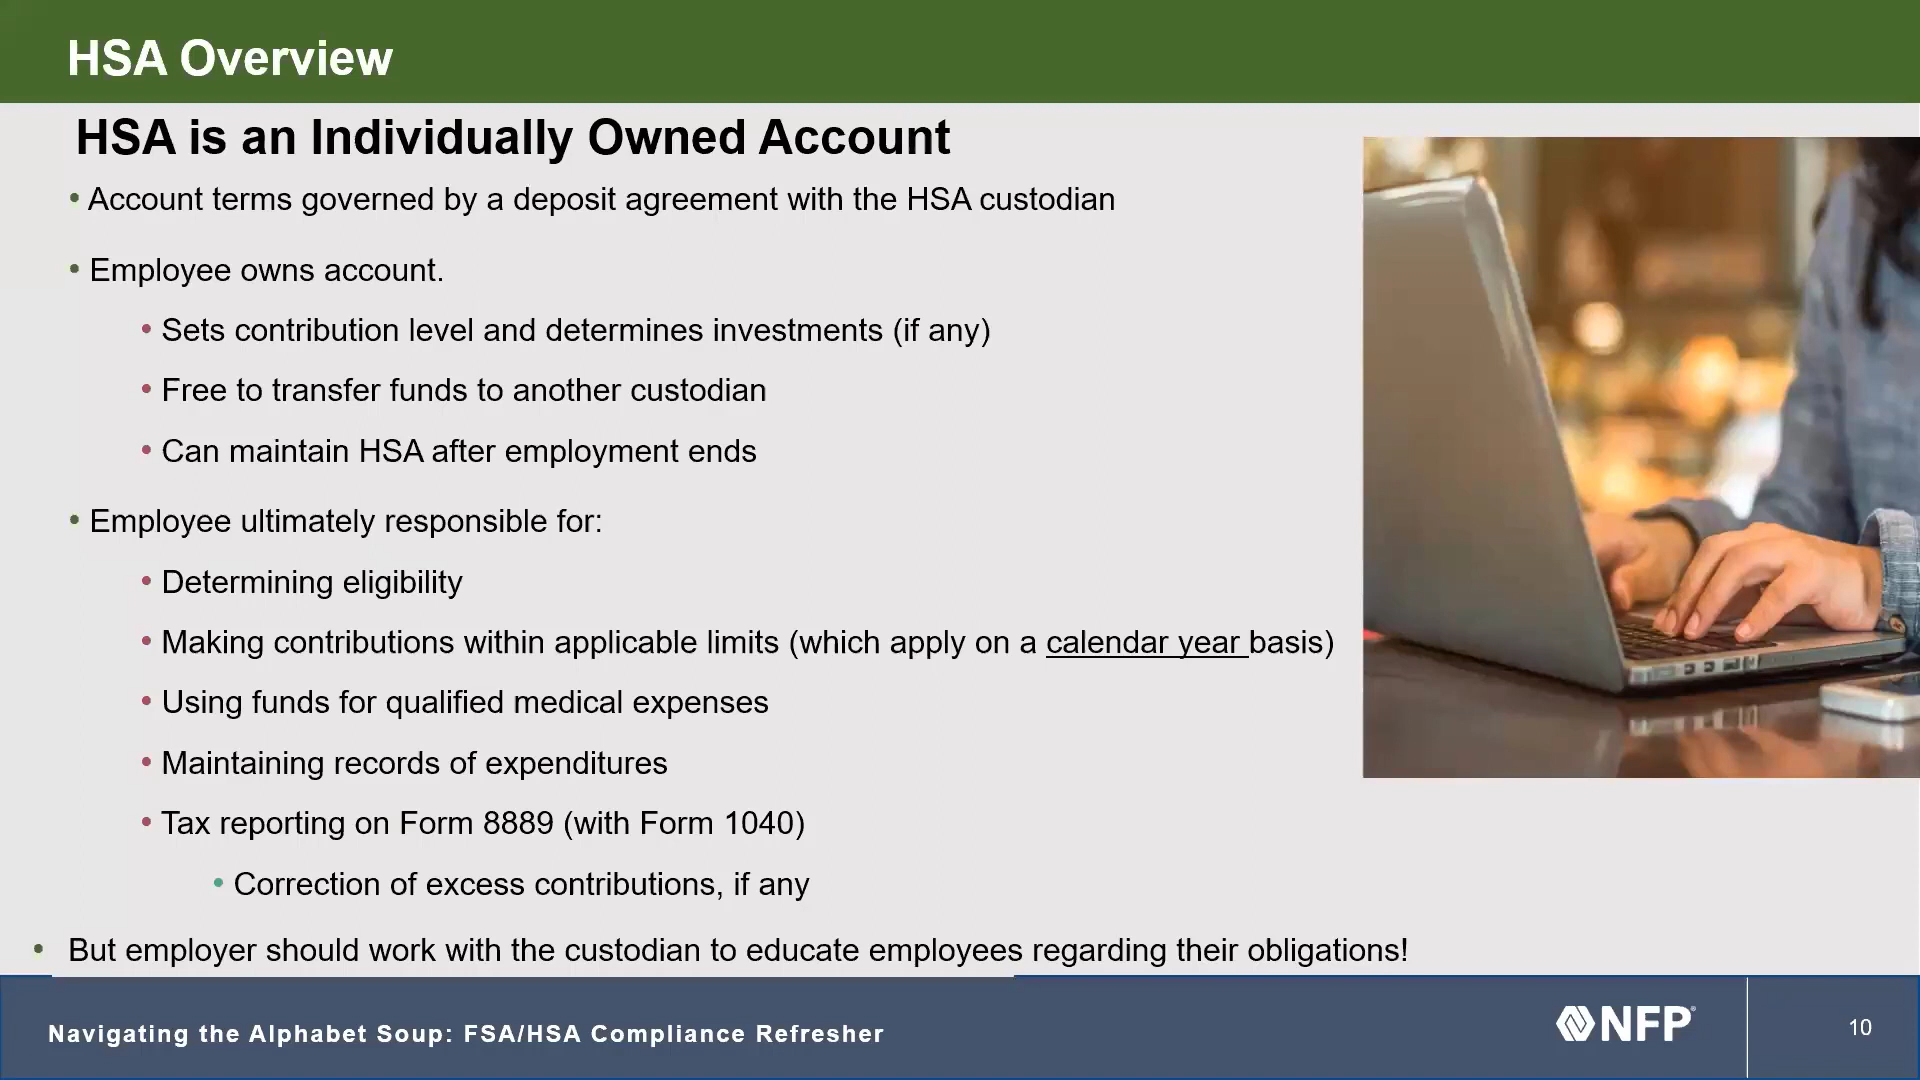 HSA Overview
HSA is an Individually Owned Account
• Account terms governed by a deposit agreement with the HSA custodian
• Employee owns account.
• Sets contribution level and determines investments (if any)
• Free to transfer funds to another custodian
• Can maintain HSA after employment ends
• Employee ultimately responsible for:
• Determining eligibility
• Making contributions within applicable limits (which apply on a calendar year basis)
• Using funds for qualified medical expenses
• Maintaining records of expenditures
• Tax reporting on Form 8889 (with Form 1040)
• Correction of excess contributions, if any
• But employer should work with the custodian to educate employees regarding their obligations!
Navigating the Alphabet Soup: FSA/HSA Compliance Refresher
NFP®
10